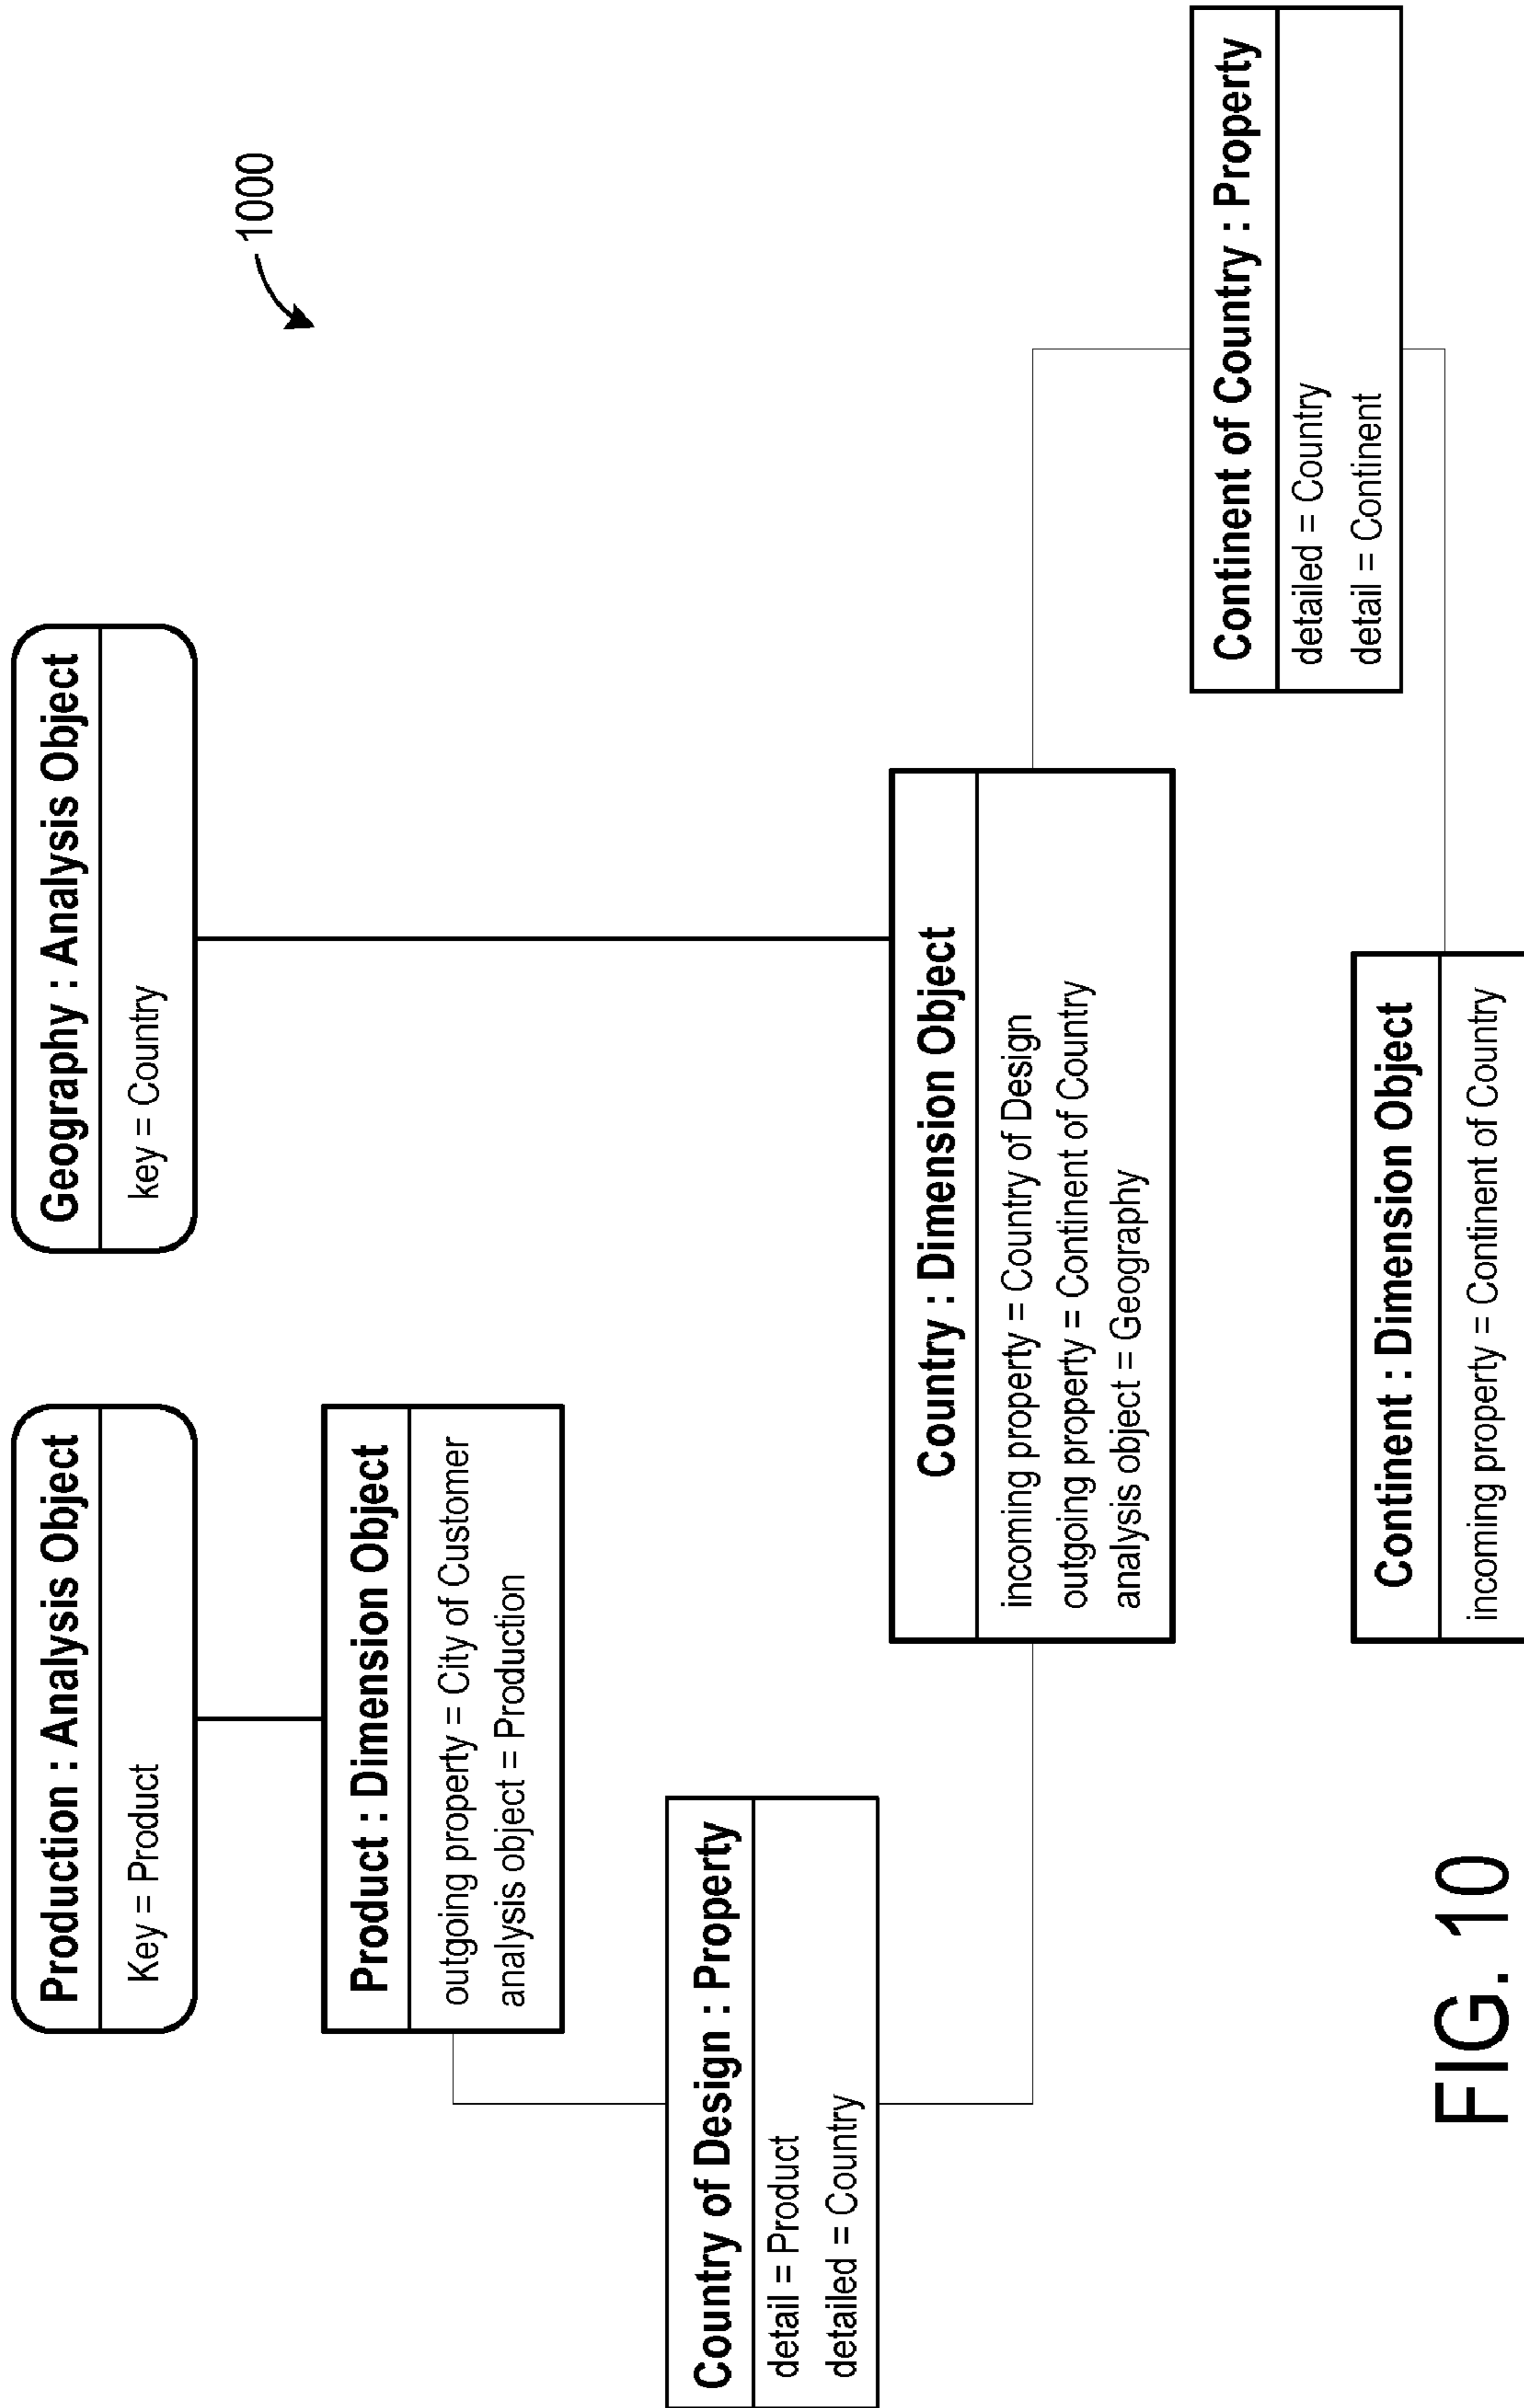 1000
Production : Analysis Object
Key = Product
Geography : Analysis Object
key = Country
Product : Dimension Object
outgoing property = City of Customer
analysis object = Production
Country of Design : Property
detail = Product
detailed = Country
Country : Dimension Object
incoming property = Country of Design
outgoing property = Continent of Country
analysis object = Geography
Continent of Country : Property
detailed = Country
detail = Continent
Continent : Dimension Object
incoming property = Continent of Country
FIG. 10